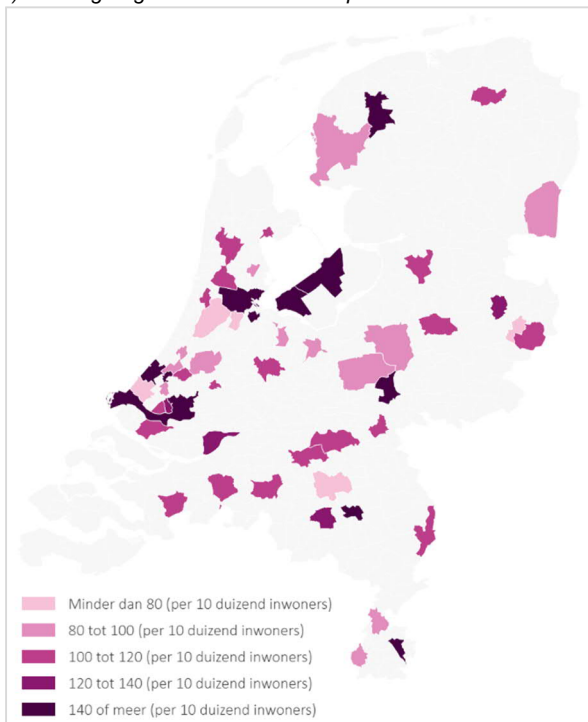 Minder dan 80 (per 10 duizend inwoners)
80 tot 100 (per 10 duizend inwoners)
100 tot 120 (per 10 duizend inwoners)
120 tot 140 (per 10 duizend inwoners)
140 of meer (per 10 duizend inwoners)